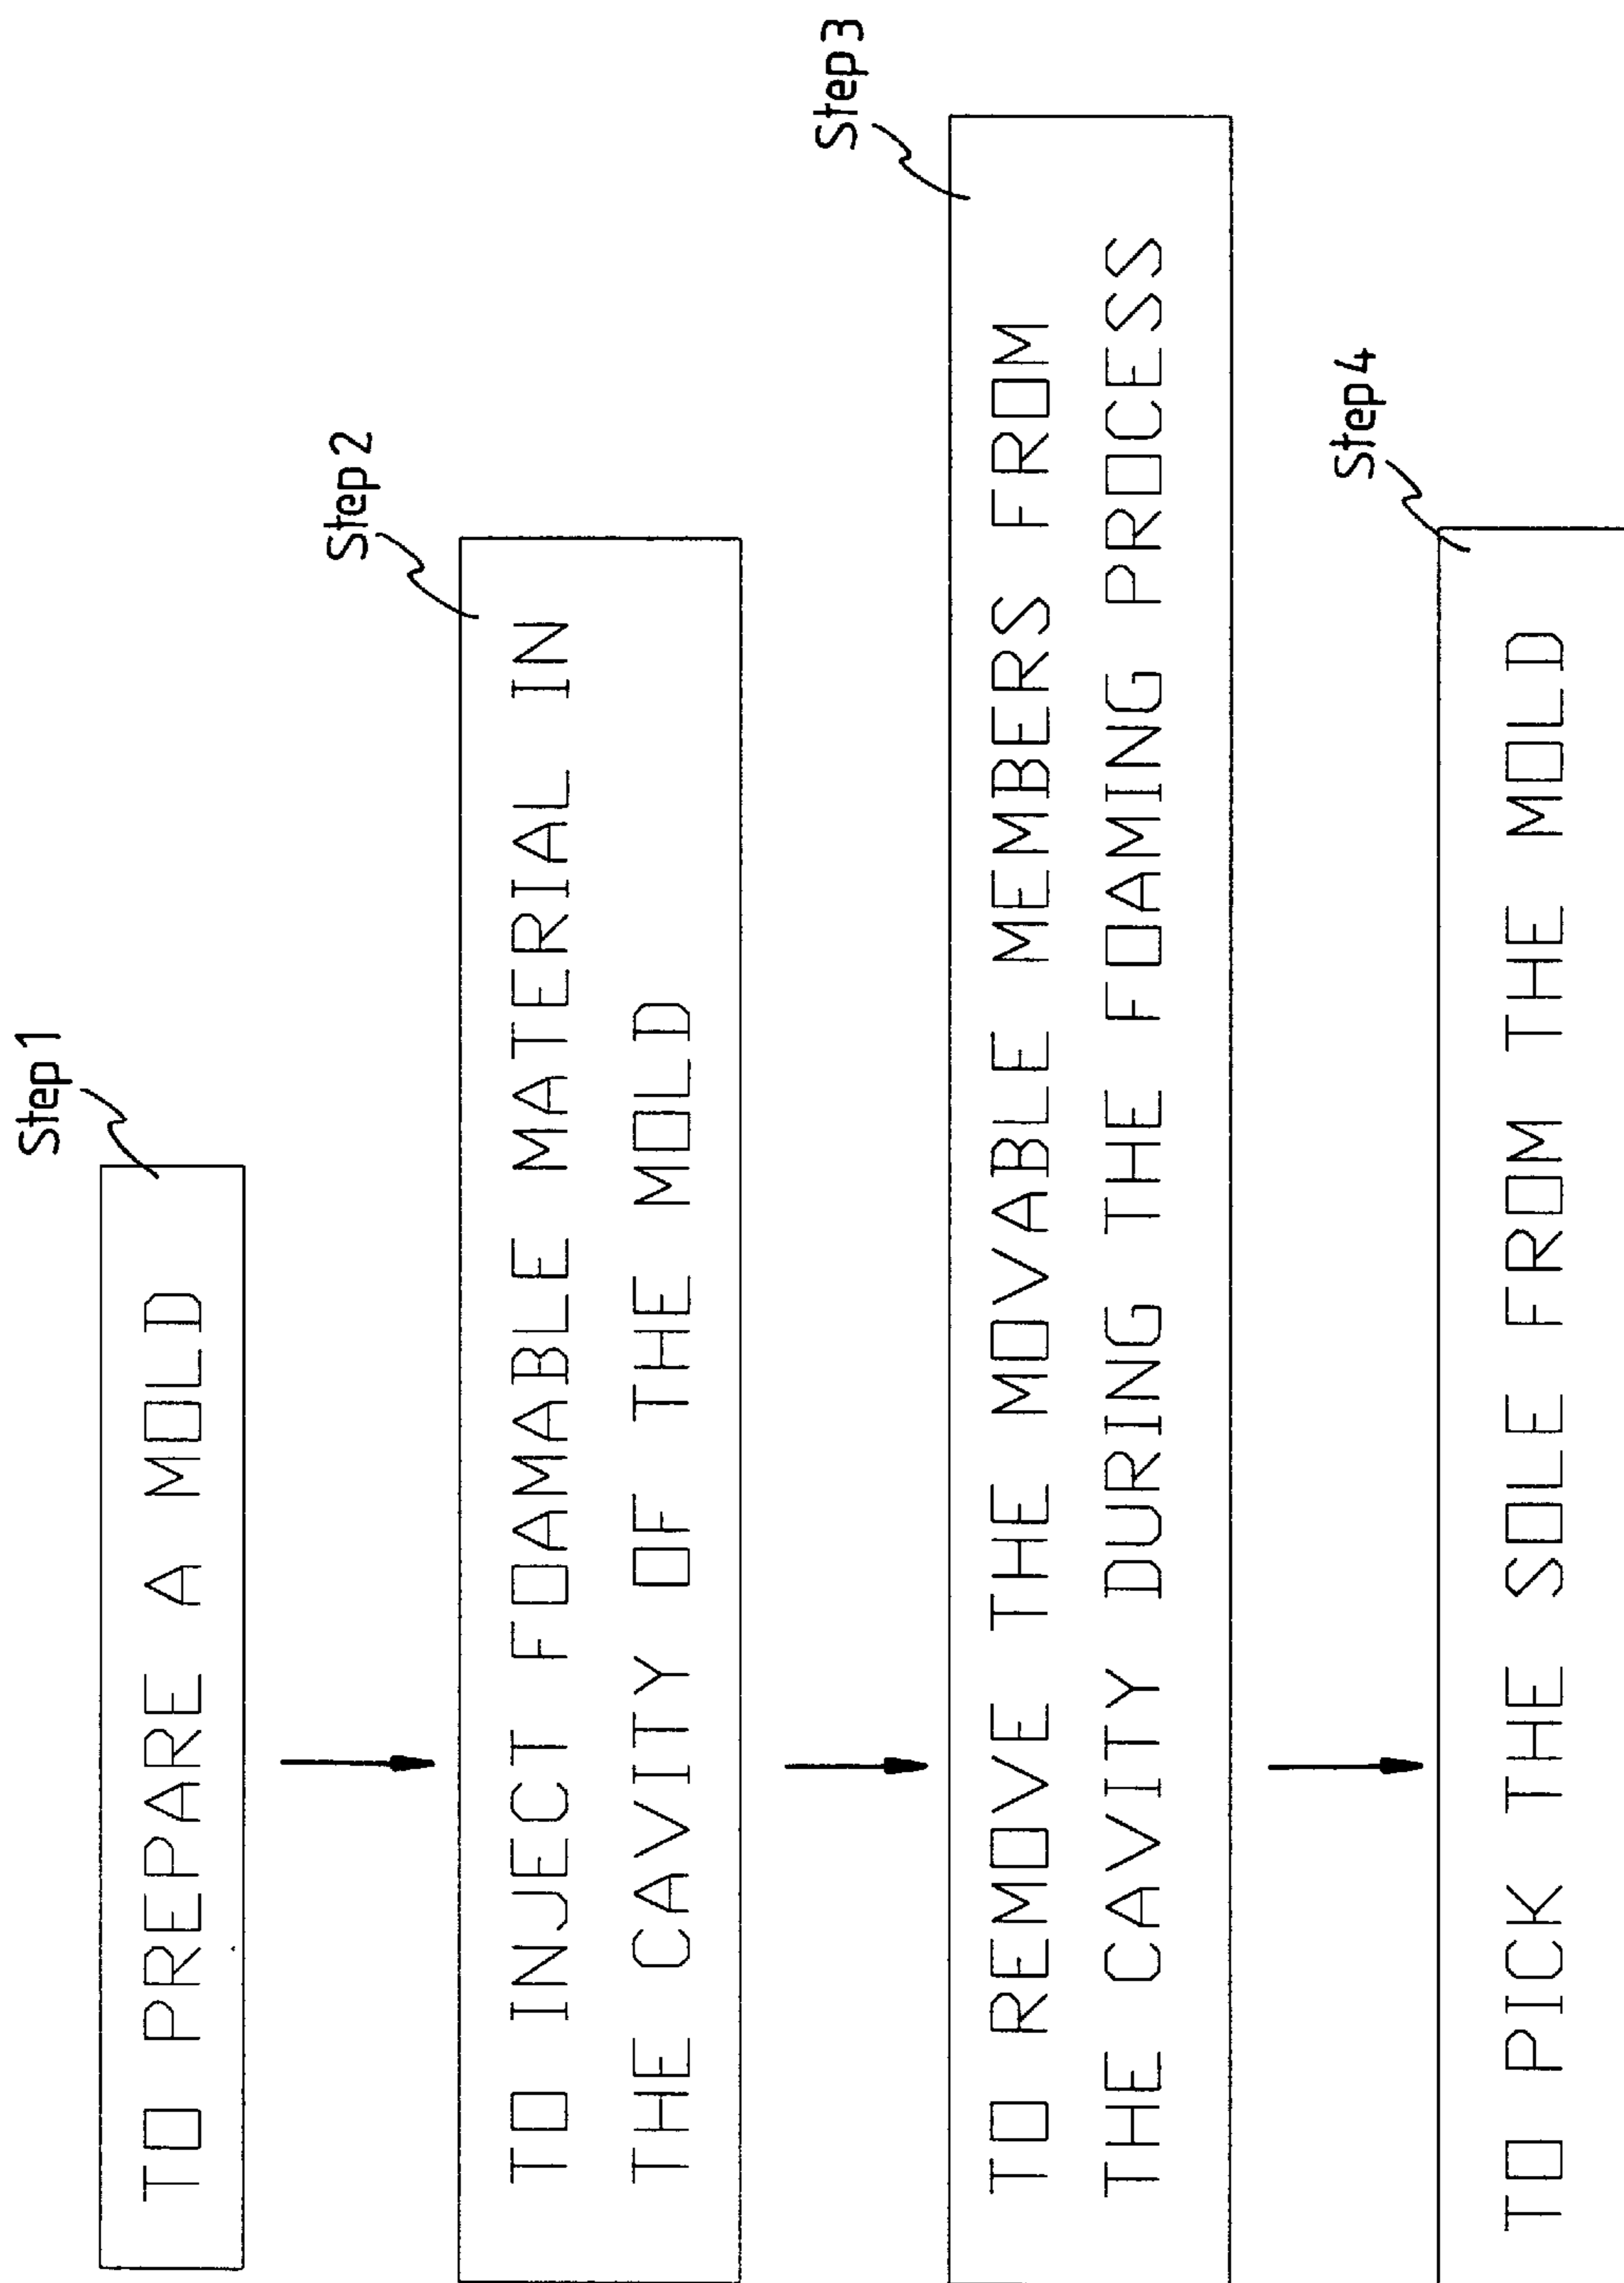 Step 1
TO PREPARE A MOLD
Step 2
TO INJECT FOAMABLE MATERIAL IN
THE CAVITY OF THE MOLD
Step 3
TO REMOVE THE MOVABLE MEMBERS FROM
THE CAVITY DURING THE FOAMING PROCESS
Step 4
TO PICK THE SOLE FROM THE MOLD